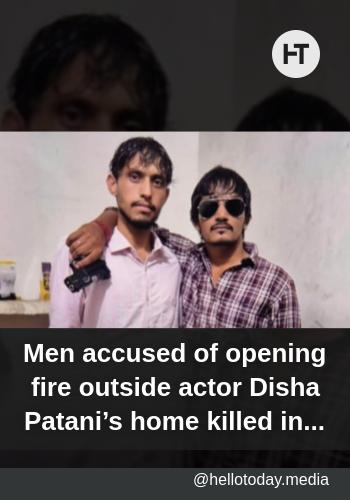 HT
Men accused of opening
fire outside actor Disha
Patani’s home killed in...
@hellotoday.media